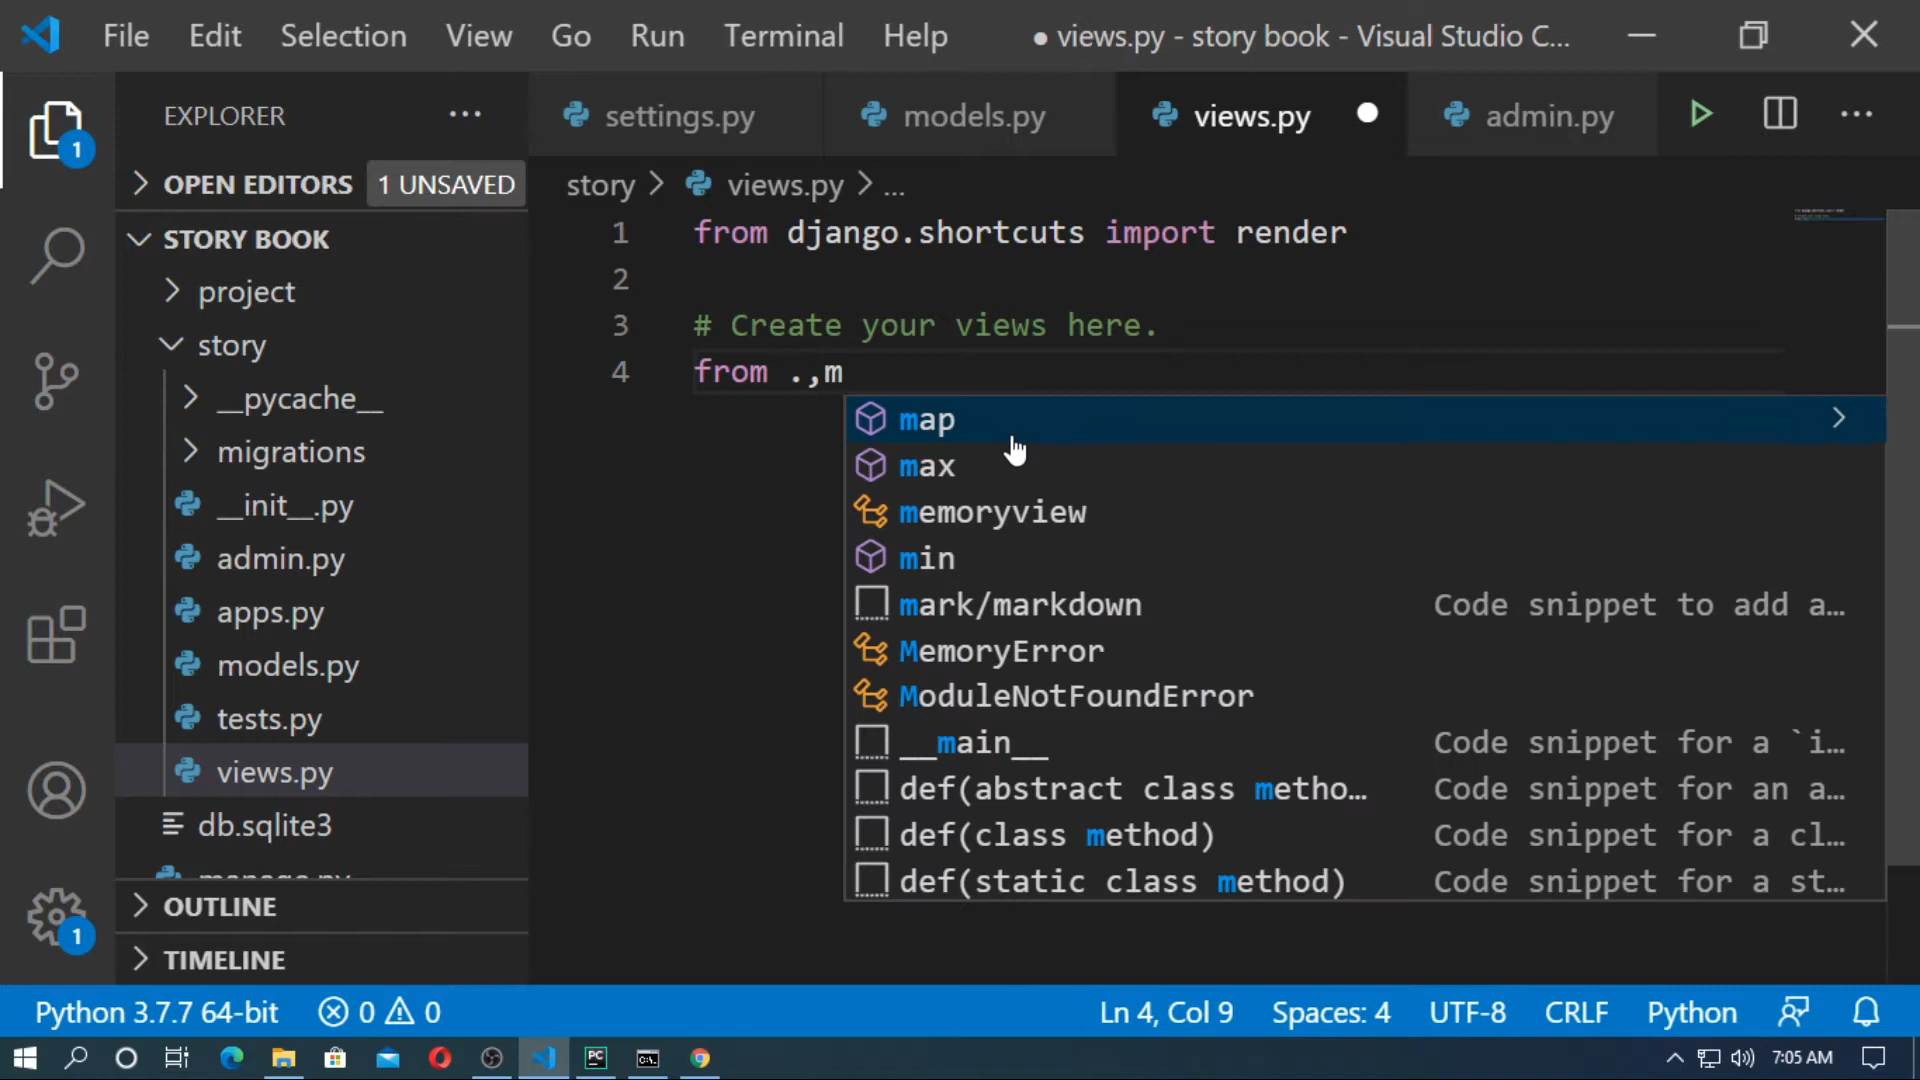 File Edit Selection View Go Run Terminal Help ● views.py - story book - Visual Studio C...
EXPLORER
settings.py models.py views.py admin.py
1
OPEN EDITORS 1 UNSAVED
story > views.py > ...
STORY BOOK
project
story
__pycache__
migrations
__init__.py
admin.py
apps.py
models.py
tests.py
views.py
db.sqlite3
manage.py
OUTLINE
1
TIMELINE
1 from django.shortcuts import render
2
3 # Create your views here.
4 from .,m
map
max
memoryview
min
mark/markdown Code snippet to add a…
MemoryError
ModuleNotFoundError
__main__ Code snippet for a `i…
def(abstract class metho… Code snippet for an a…
def(class method) Code snippet for a cl…
def(static class method) Code snippet for a st…
Python 3.7.7 64-bit 0 0 Ln 4, Col 9 Spaces: 4 UTF-8 CRLF Python
7:05 AM